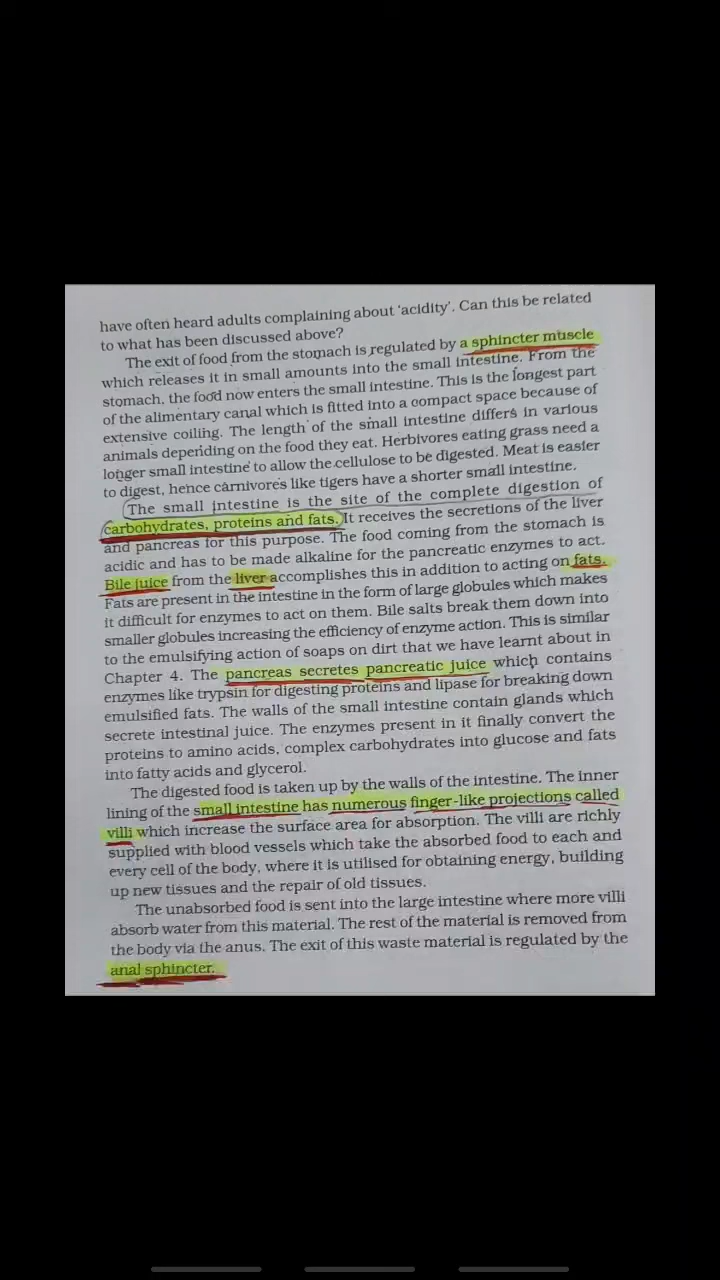 have often heard adults complaining about 'acidity'. Can this be related
to what has been discussed above?
The exit of food from the stomach is regulated by a sphincter muscle
which releases it in small amounts into the small intestine. From the
stomach, the food now enters the small intestine. This is the longest part
of the alimentary canal which is fitted into a compact space because of
extensive coiling. The length of the small intestine differs in various
animals depending on the food they eat. Herbivores eating grass need a
longer small intestine to allow the cellulose to be digested. Meat is easier
to digest, hence carnivores like tigers have a shorter small intestine.
The small intestine is the site of the complete digestion of
carbohydrates, proteins and fats. It receives the secretions of the liver
and pancreas for this purpose. The food coming from the stomach is
acidic and has to be made alkaline for the pancreatic enzymes to act.
Bile juice from the liver accomplishes this in addition to acting on fats.
Fats are present in the intestine in the form of large globules which makes
it difficult for enzymes to act on them. Bile salts break them down into
smaller globules increasing the efficiency of enzyme action. This is similar
to the emulsifying action of soaps on dirt that we have learnt about in
Chapter 4. The pancreas secretes pancreatic juice which contains
enzymes like trypsin for digesting proteins and lipase for breaking down
emulsified fats. The walls of the small intestine contain glands which
secrete intestinal juice. The enzymes present in it finally convert the
proteins to amino acids, complex carbohydrates into glucose and fats
into fatty acids and glycerol.
The digested food is taken up by the walls of the intestine. The inner
lining of the small intestine has numerous finger-like projections called
villi which increase the surface area for absorption. The villi are richly
supplied with blood vessels which take the absorbed food to each and
every cell of the body, where it is utilised for obtaining energy, building
up new tissues and the repair of old tissues.
The unabsorbed food is sent into the large intestine where more villi
absorb water from this material. The rest of the material is removed from
the body via the anus. The exit of this waste material is regulated by the
anal sphincter.